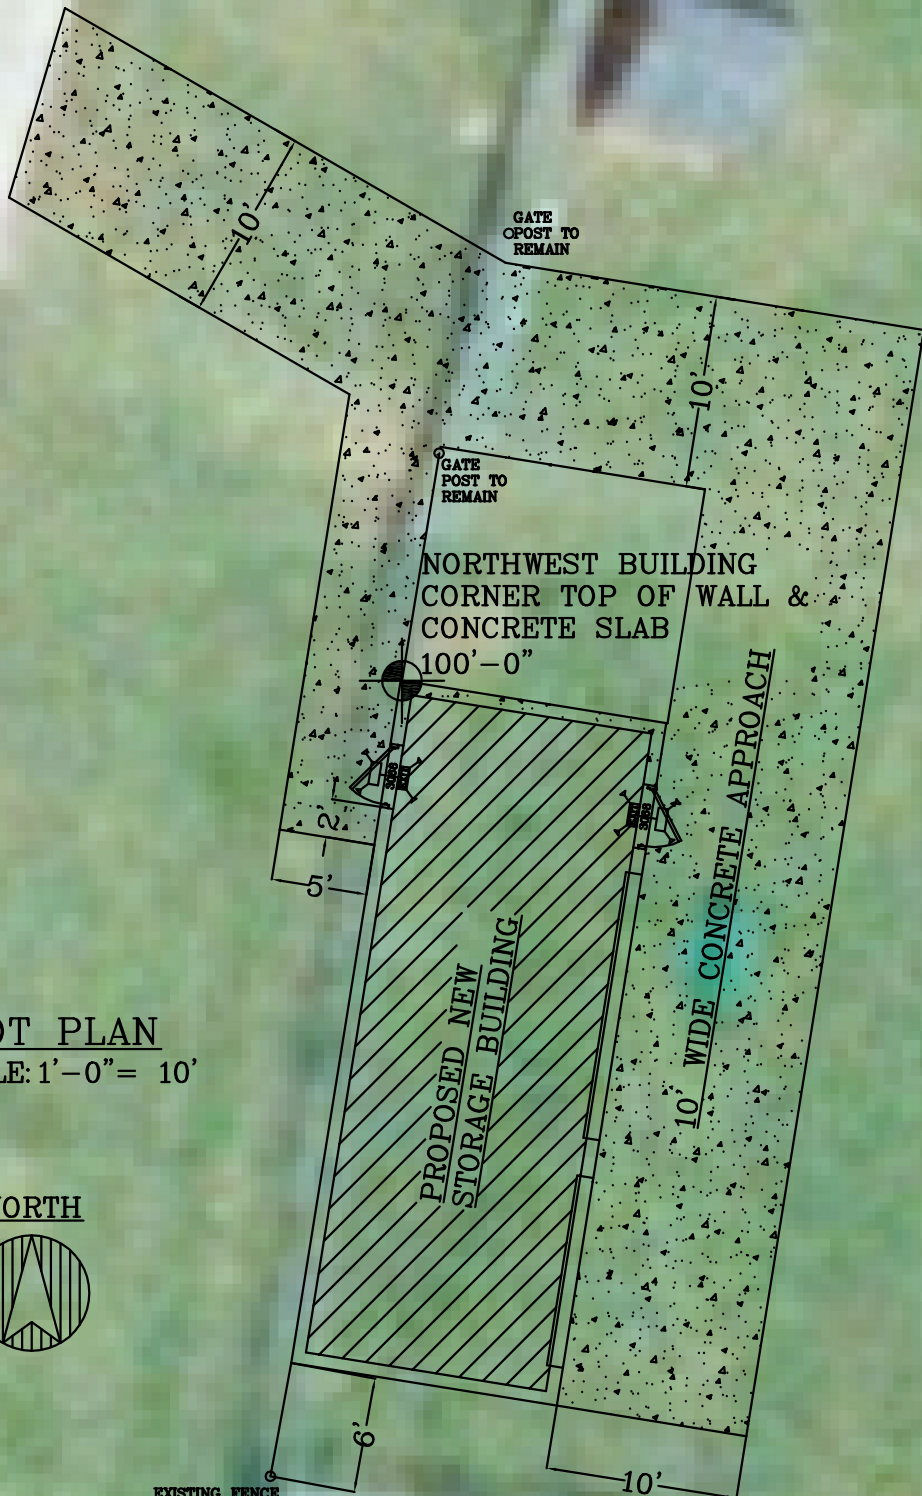 GATE
POST TO
REMAIN
10'
10'
GATE
POST TO
REMAIN
NORTHWEST BUILDING
CORNER TOP OF WALL &
CONCRETE SLAB
100'-0"
3068
3068
2'
5'
10' WIDE CONCRETE APPROACH
PROPOSED NEW
STORAGE BUILDING
OT PLAN
LE: 1'-0"= 10'
ORTH
6'
10'
EXISTING FENCE